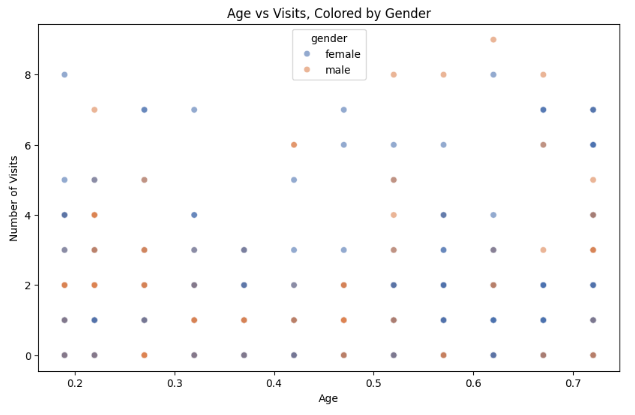 Age vs Visits, Colored by Gender
gender
female
male
Number of Visits
8
6
4
2
0
0.2 0.3 0.4 0.5 0.6 0.7
Age